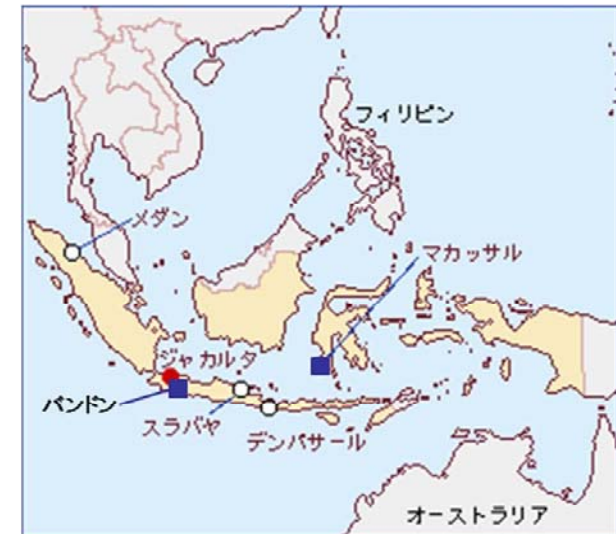 フィリピン
メダン
マカッサル
ジャカルタ
バンドン
スラバヤ
デンパサール
オーストラリア